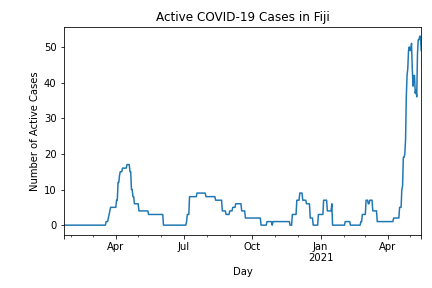 Active COVID-19 Cases in Fiji
Number of Active Cases
50
40
30
20
10
0
Apr
Jul
Oct
Jan
2021
Apr
Day